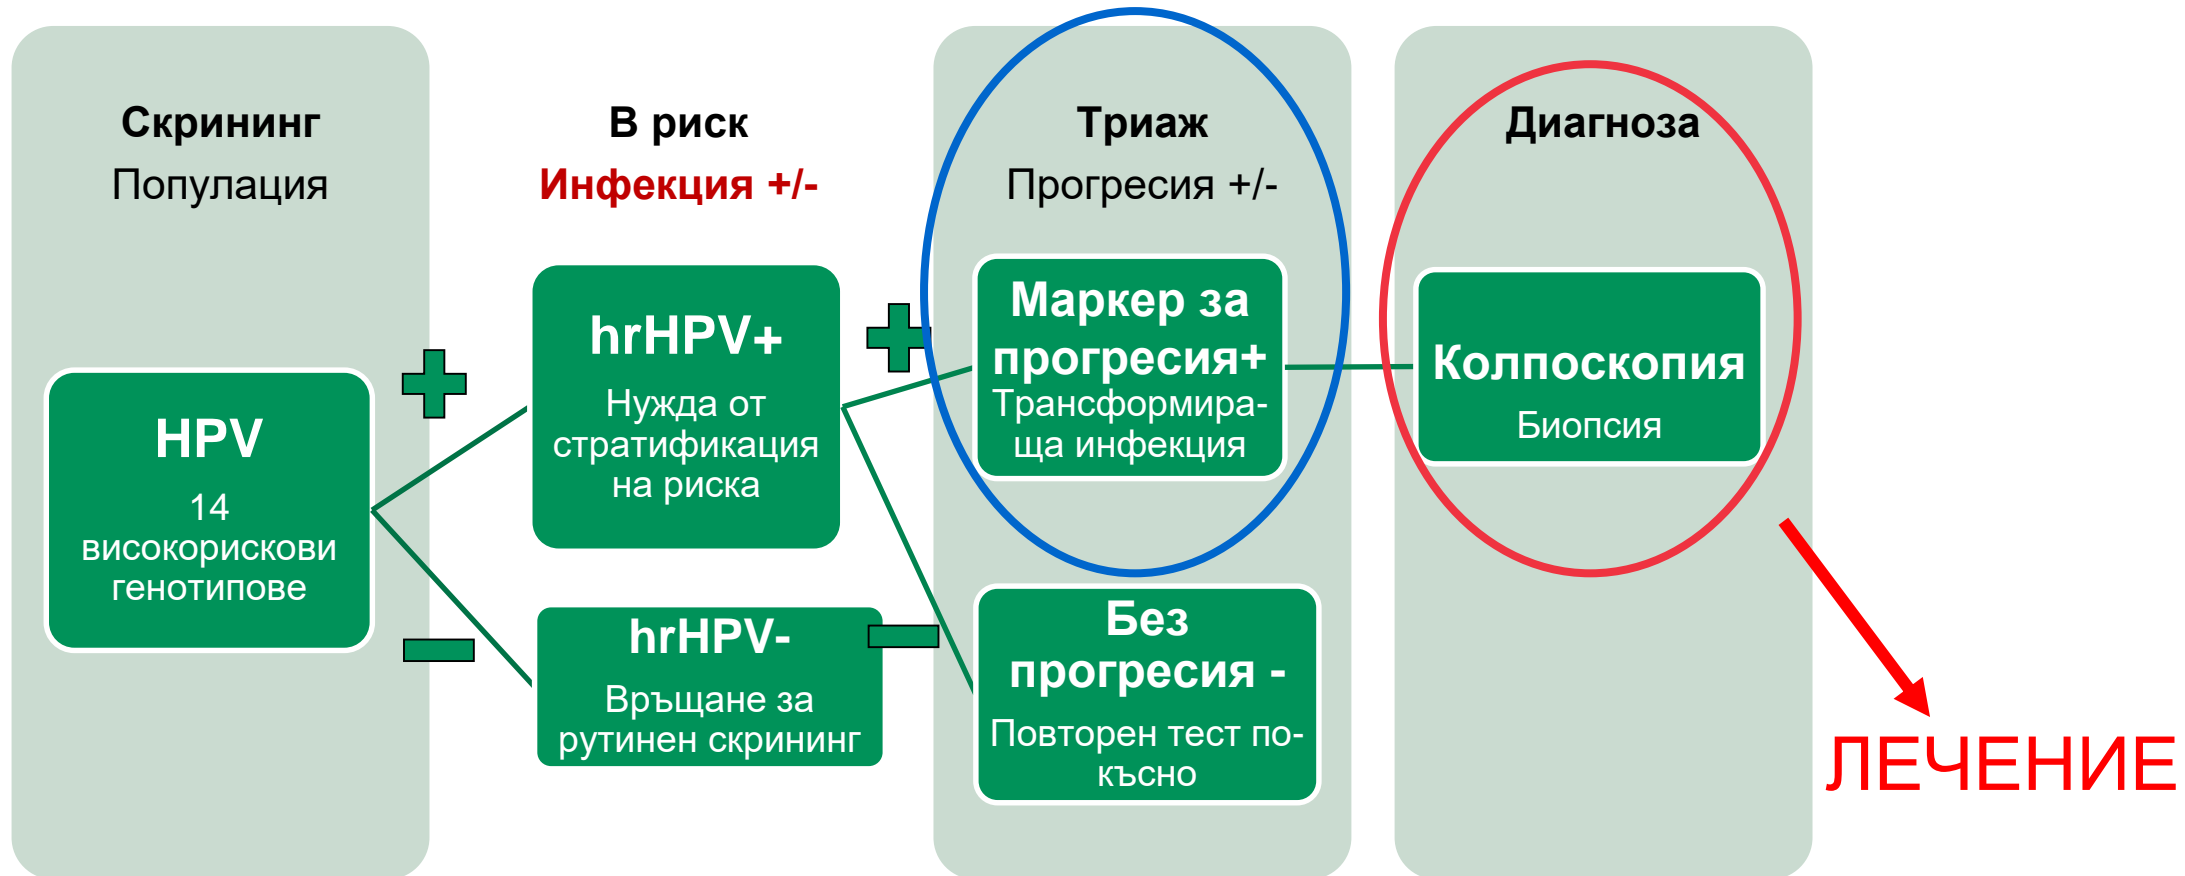 Скрининг
Популация
HPV
14
високорискови
генотипове
В риск
Инфекция +/-
hrHPV+
Нужда от
стратификация
на риска
hrHPV-
Връщане за
рутинен скрининг
Триаж
Прогресия +/-
Маркер за
прогресия+
Трансформира-
ща инфекция
Без
прогресия -
Повторен тест по-
късно
Диагноза
Колпоскопия
Биопсия
ЛЕЧЕНИЕ